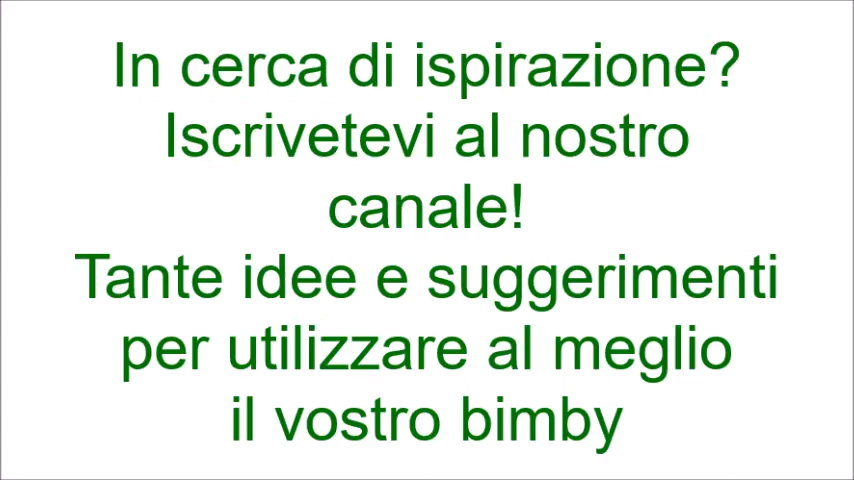 In cerca di ispirazione?
Iscrivetevi al nostro
canale!
Tante idee e suggerimenti
per utilizzare al meglio
il vostro bimby